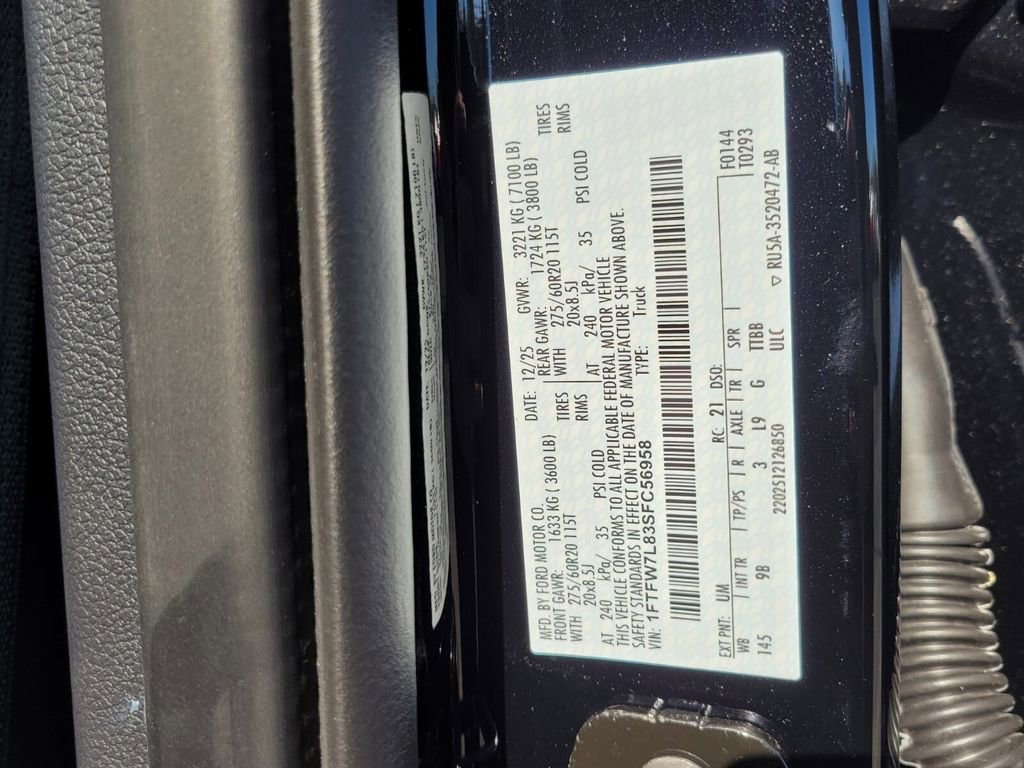 MFD. BY FORD MOTOR CO.
DATE: 12/25 GVWR: 3221 KG ( 7100 LB)
FRONT GAWR: 1633 KG ( 3600 LB) REAR GAWR: 1724 KG ( 3800 LB)
WITH 275/60R20 115T TIRES WITH 275/60R20 115T TIRES
20x8.5J RIMS 20x8.5J RIMS
AT 240 kPa/ 35 PSI COLD AT 240 kPa/ 35 PSI COLD
THIS VEHICLE CONFORMS TO ALL APPLICABLE FEDERAL MOTOR VEHICLE
SAFETY STANDARDS IN EFFECT ON THE DATE OF MANUFACTURE SHOWN ABOVE.
VIN: 1FTFW7L83SFC56958 TYPE: Truck
EXT PNT: UM RC: 21 DSO: F0144
WB INT TR TP/PS R AXLE TR SPR 10293
145 9B 3 L9 G TTBB
2202512126850 ULC ▽ RU5A-3520472-AB